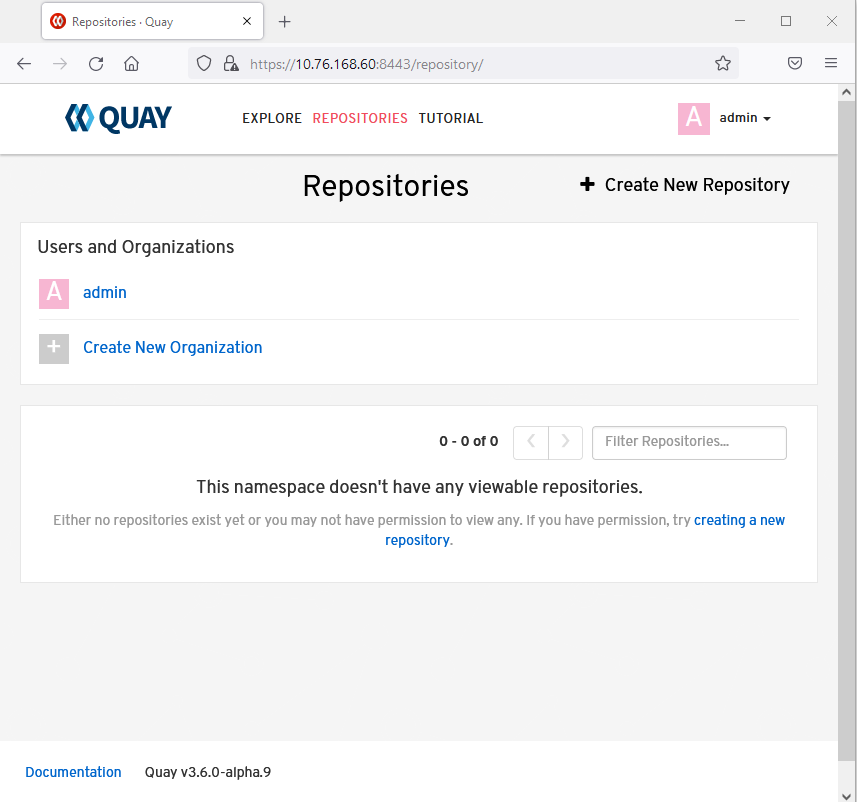 Repositories · Quay
https://10.76.168.60:8443/repository/
QUAY EXPLORE REPOSITORIES TUTORIAL A admin
Repositories + Create New Repository
Users and Organizations
A admin
+ Create New Organization
0 - 0 of 0 Filter Repositories...
This namespace doesn't have any viewable repositories.
Either no repositories exist yet or you may not have permission to view any. If you have permission, try creating a new
repository.
Documentation Quay v3.6.0-alpha.9